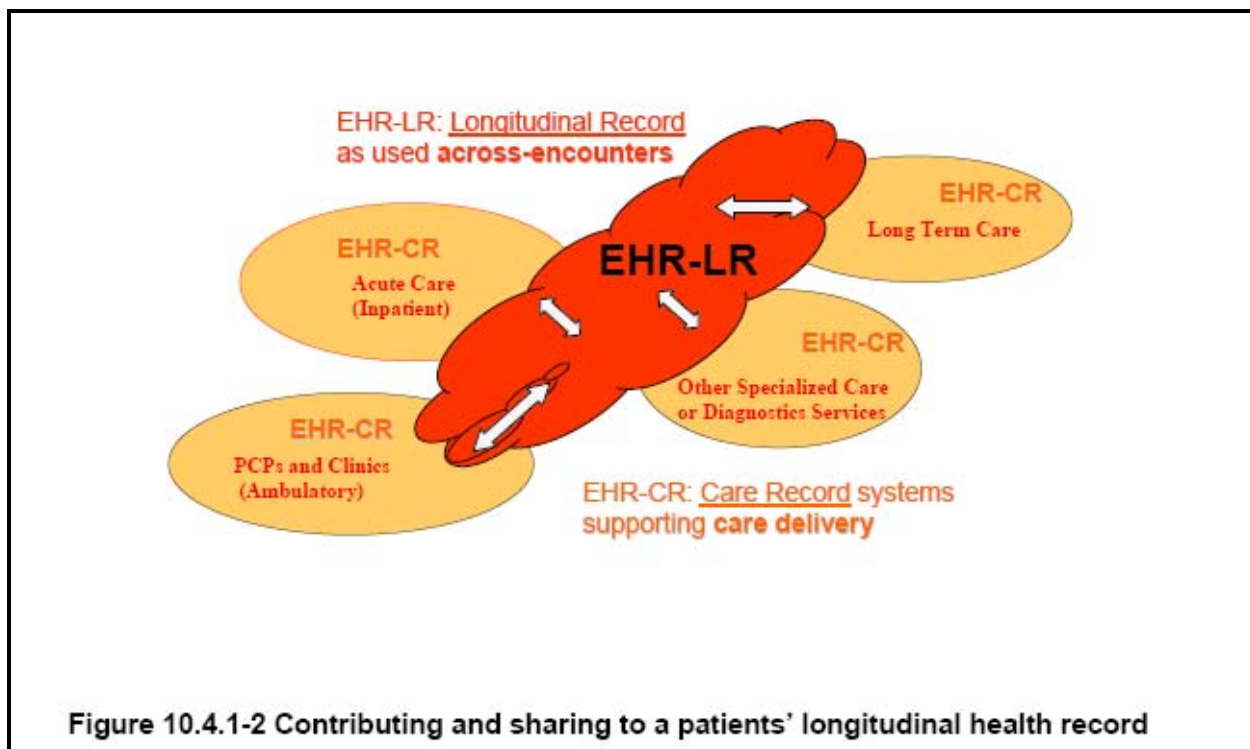 EHR-LR: Longitudinal Record
as used across-encounters
EHR-CR
Long Term Care
EHR-CR
Acute Care
(Inpatient)
EHR-LR
EHR-CR
Other Specialized Care
or Diagnostics Services
EHR-CR
PCPs and Clinics
(Ambulatory)
EHR-CR: Care Record systems
supporting care delivery
Figure 10.4.1-2 Contributing and sharing to a patients’ longitudinal health record